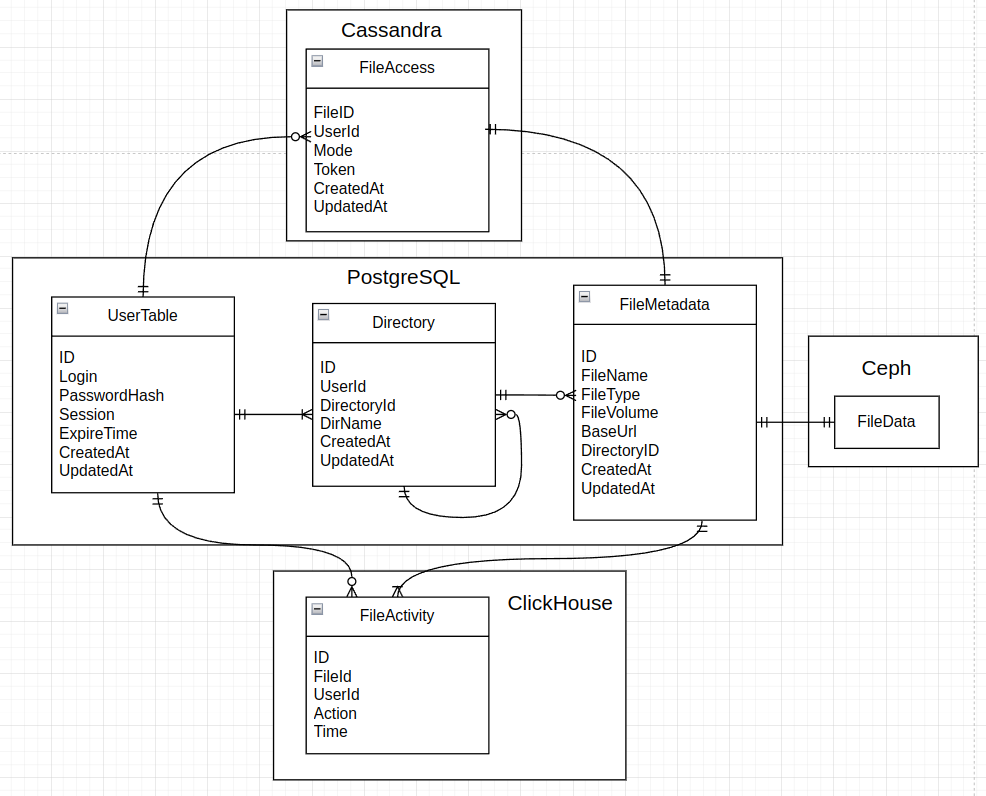 Cassandra
FileAccess
FileID
UserId
Mode
Token
CreatedAt
UpdatedAt
PostgreSQL
UserTable
ID
Login
PasswordHash
Session
ExpireTime
CreatedAt
UpdatedAt
Directory
ID
UserId
DirectoryId
DirName
CreatedAt
UpdatedAt
FileMetadata
ID
FileName
FileType
FileVolume
BaseUrl
DirectoryID
CreatedAt
UpdatedAt
Ceph
FileData
ClickHouse
FileActivity
ID
FileId
UserId
Action
Time